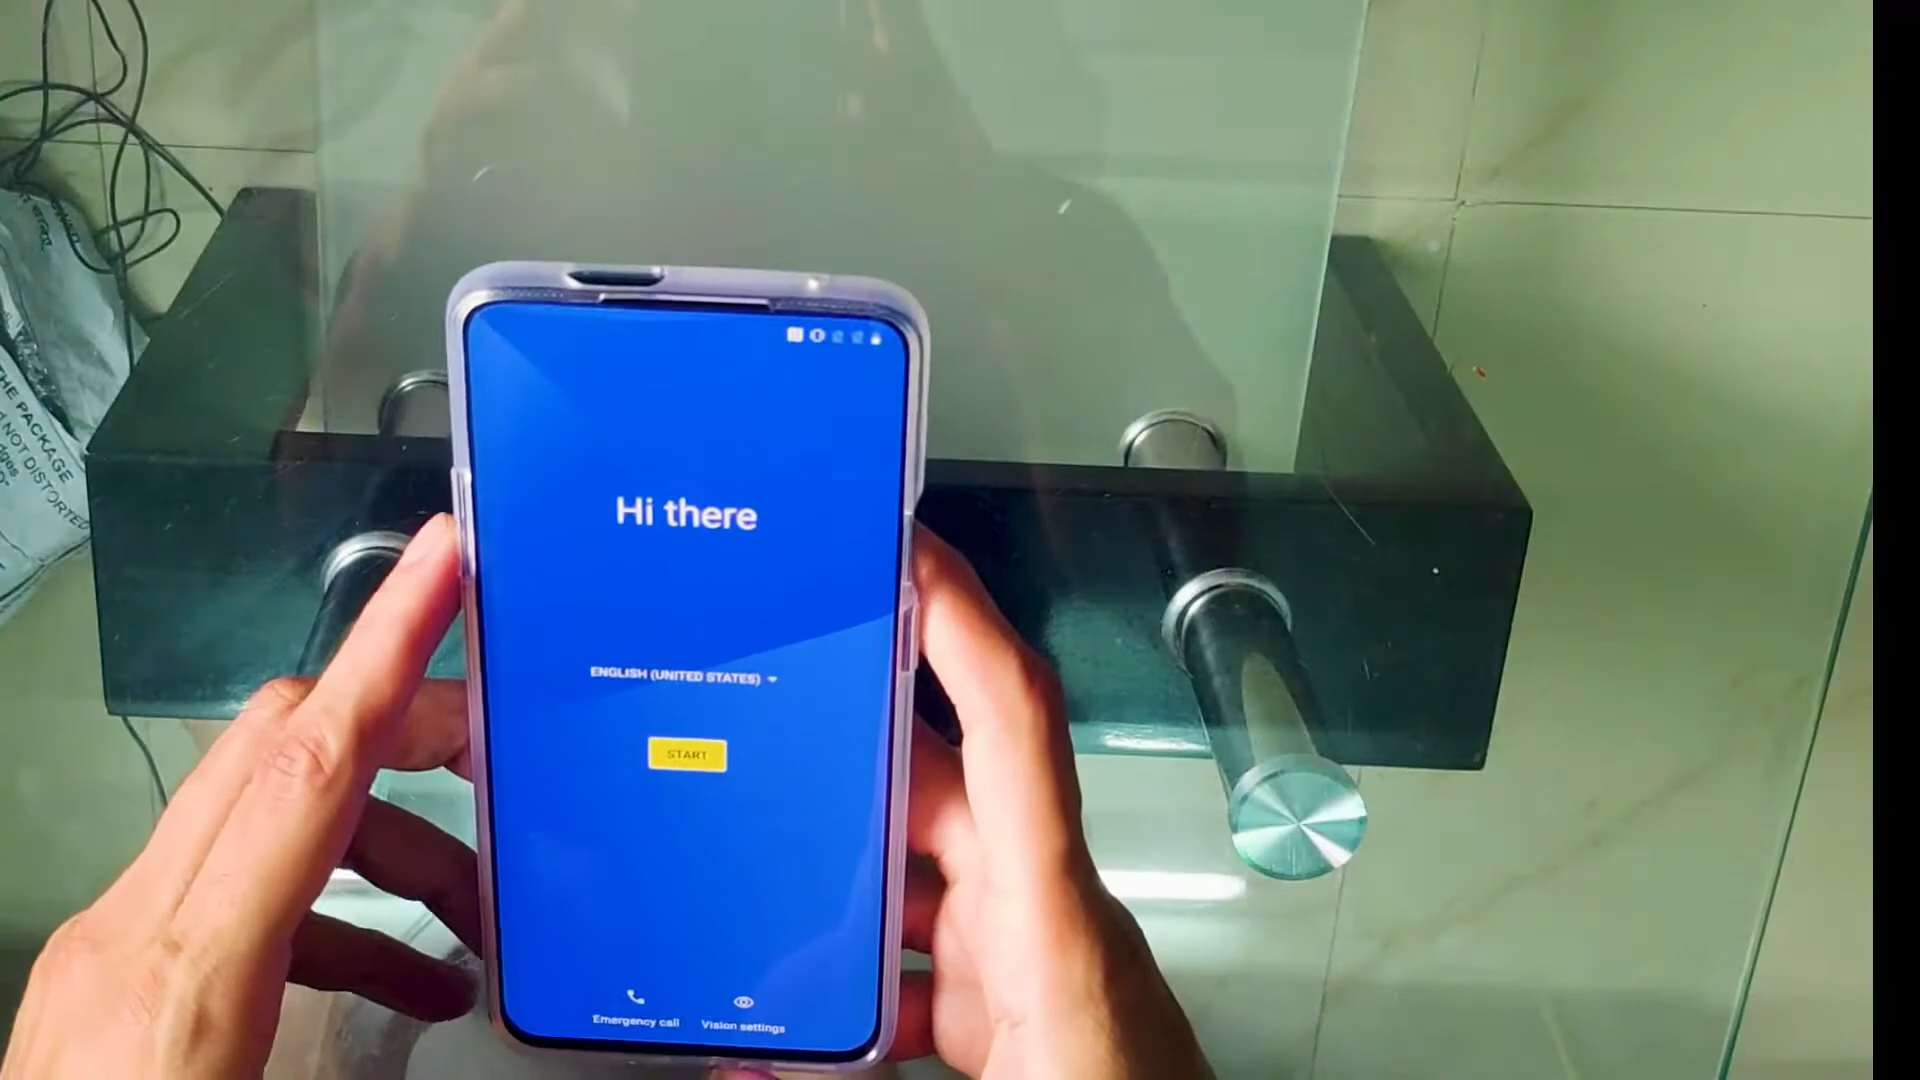 THE PACKAGE
NOT DISTORTED
Hi there
ENGLISH (UNITED STATES)
START
Emergency call
Vision settings